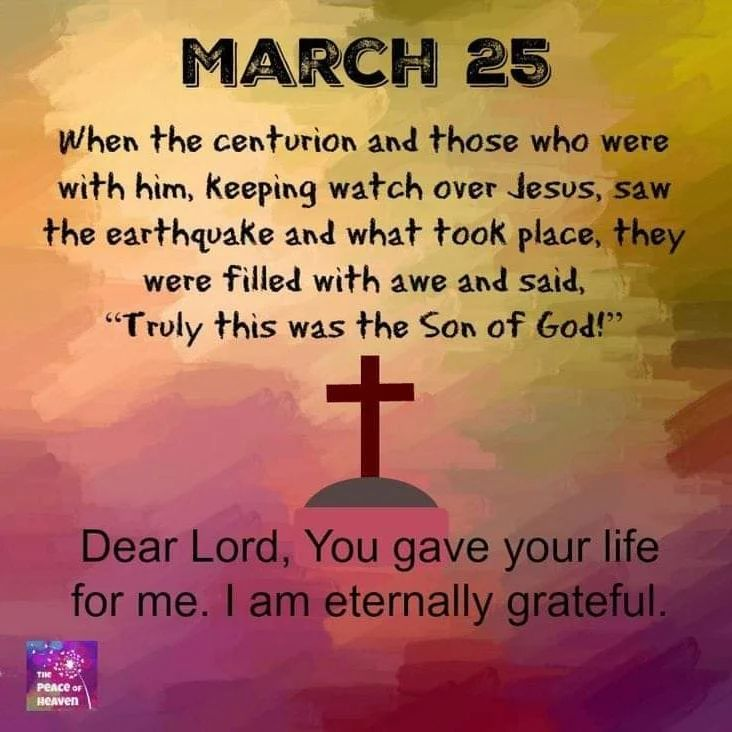 MARCH 25
When the centurion and those who were
with him, keeping watch over Jesus, saw
the earthquake and what took place, they
were filled with awe and said,
“Truly this was the Son of God!”
Dear Lord, You gave your life
for me. I am eternally grateful.
THE
PEACE OF
HEAVEN